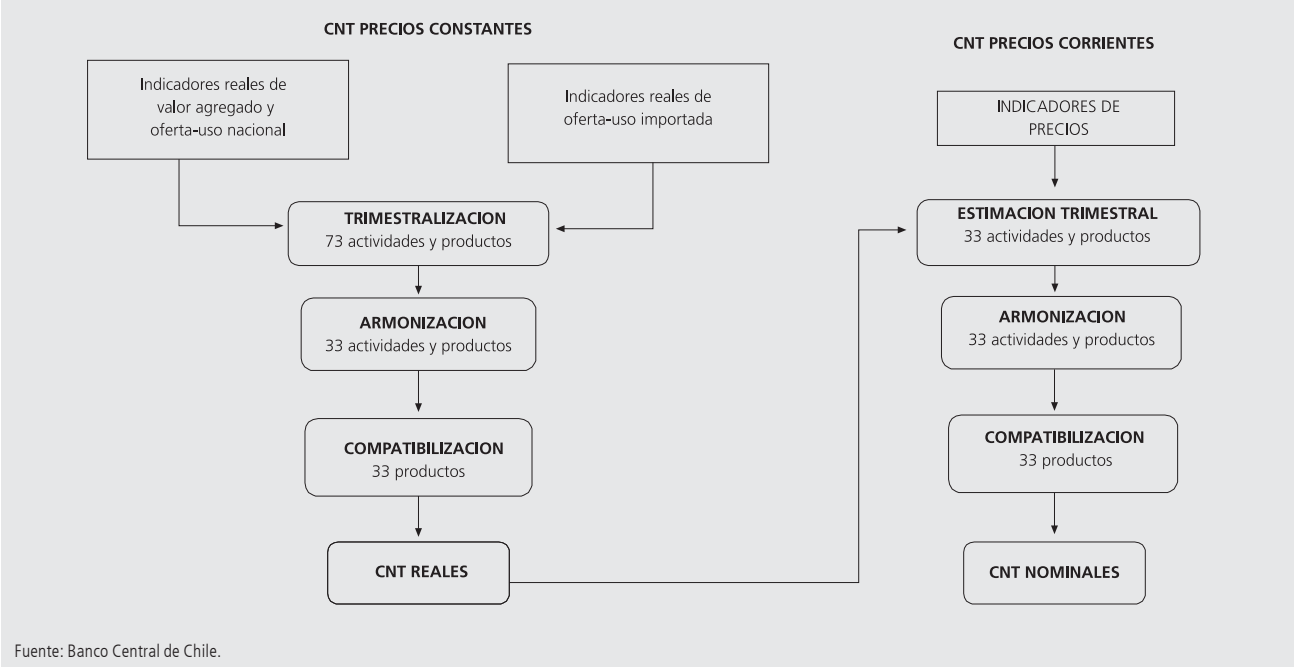 CNT PRECIOS CONSTANTES
Indicadores reales de
valor agregado y
oferta-uso nacional
Indicadores reales de
oferta-uso importada
TRIMESTRALIZACION
73 actividades y productos
ARMONIZACION
33 actividades y productos
COMPATIBILIZACION
33 productos
CNT REALES
CNT PRECIOS CORRIENTES
INDICADORES DE
PRECIOS
ESTIMACION TRIMESTRAL
33 actividades y productos
ARMONIZACION
33 actividades y productos
COMPATIBILIZACION
33 productos
CNT NOMINALES
Fuente: Banco Central de Chile.